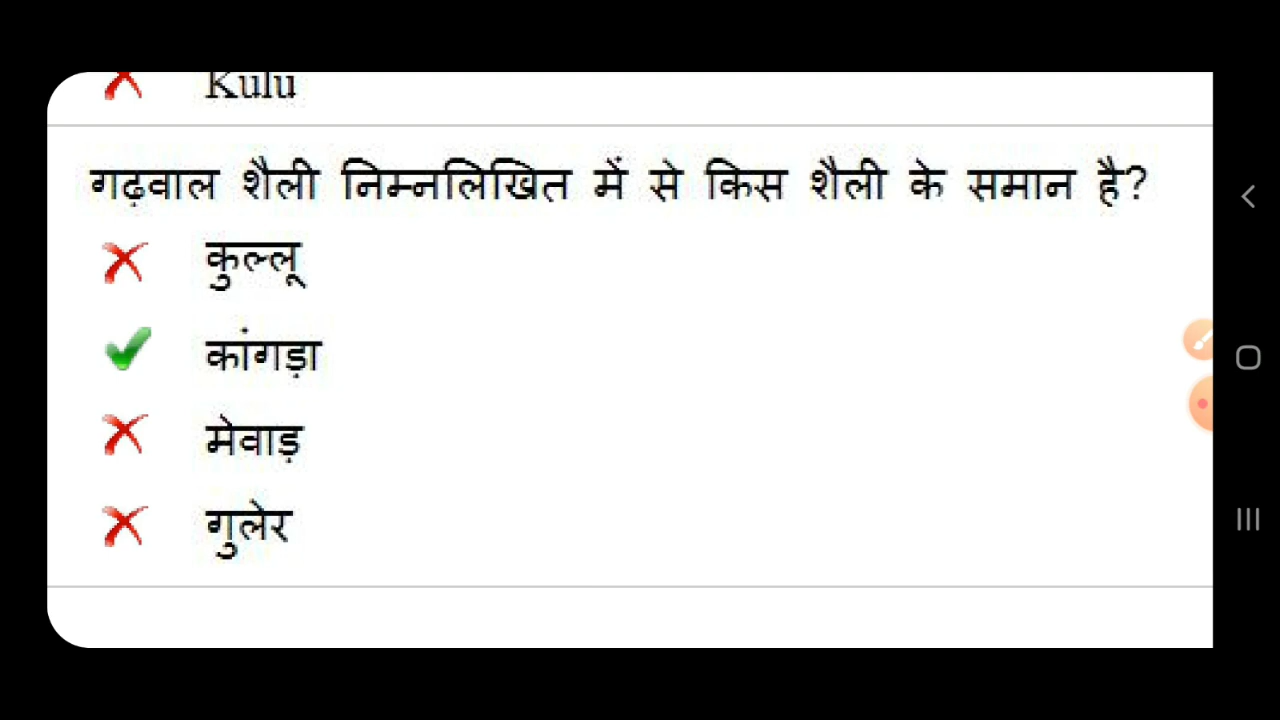 Kulu
गढ़वाल शैली निम्नलिखित में से किस शैली के समान है?
कुल्लू
कांगड़ा
मेवाड़
गुलेर